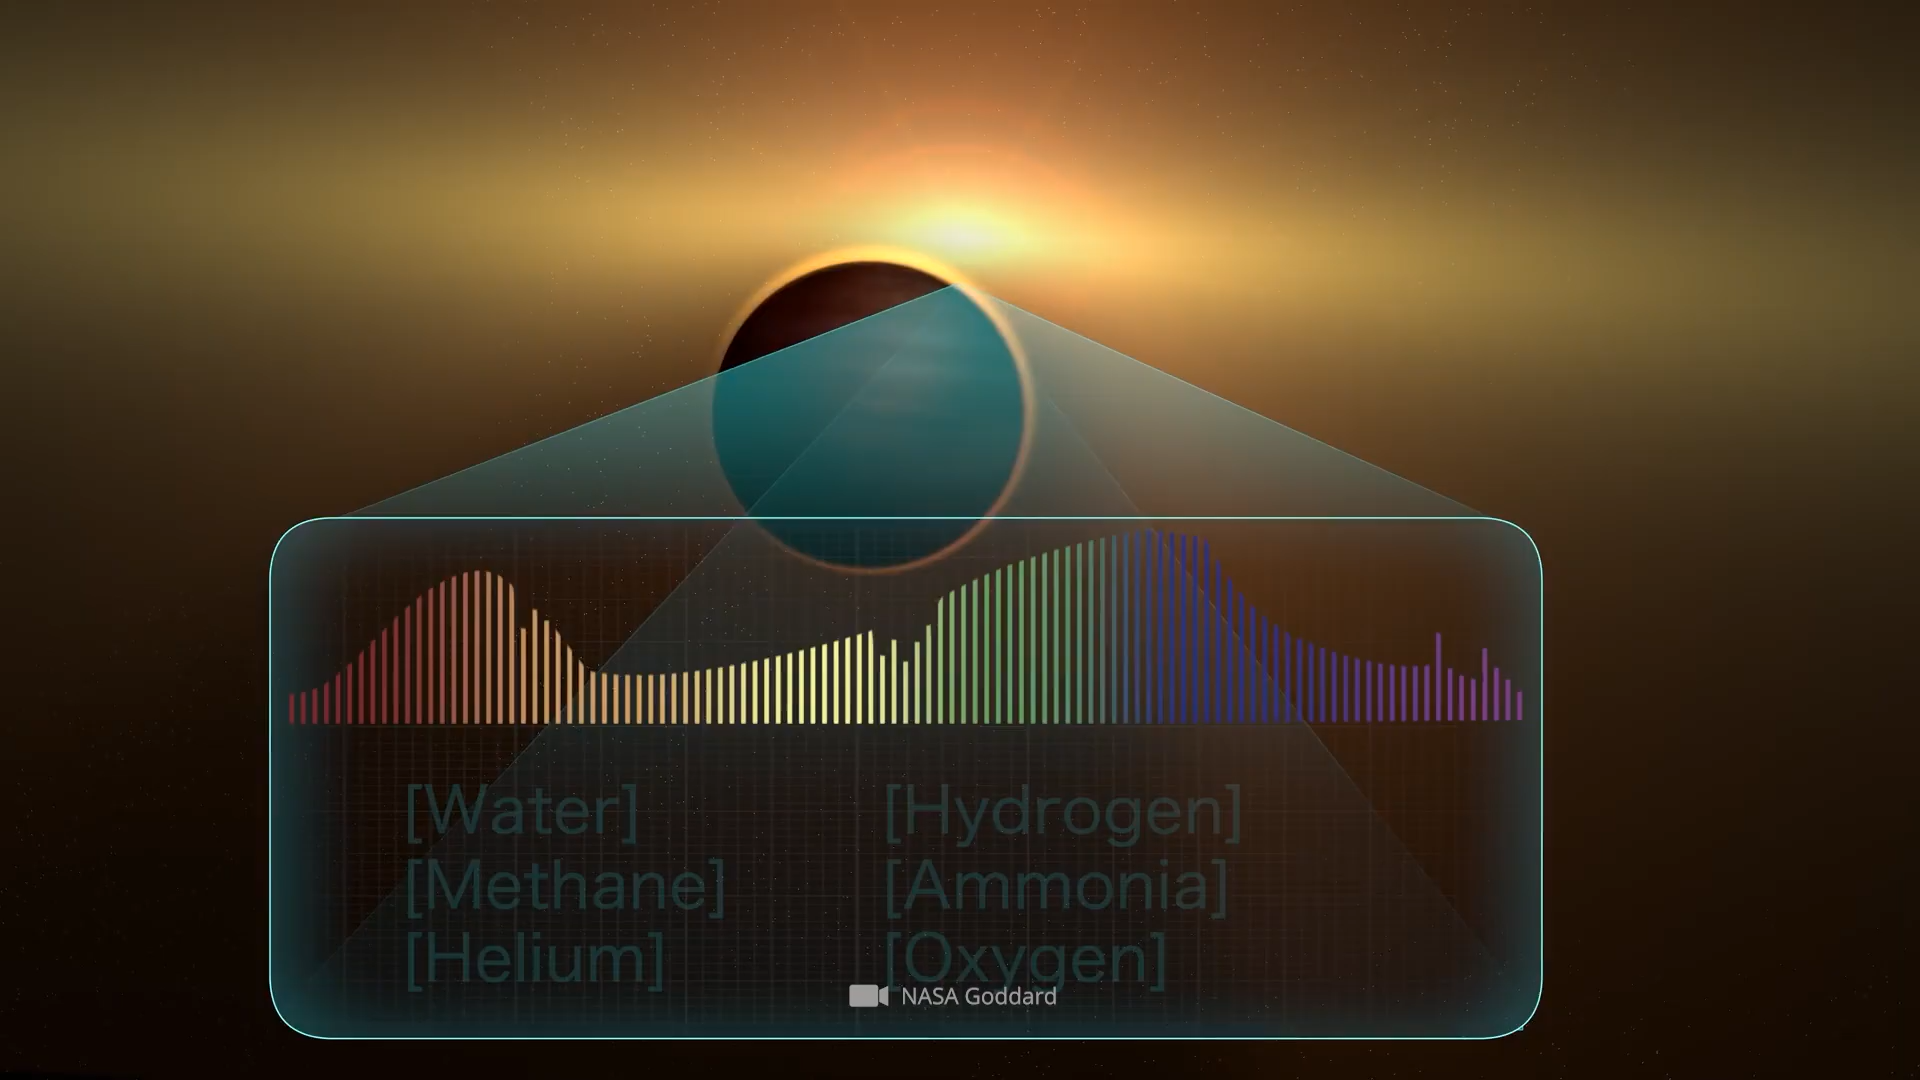 [Water]
[Methane]
[Helium]
[Hydrogen]
[Ammonia]
[Oxygen]
NASA Goddard